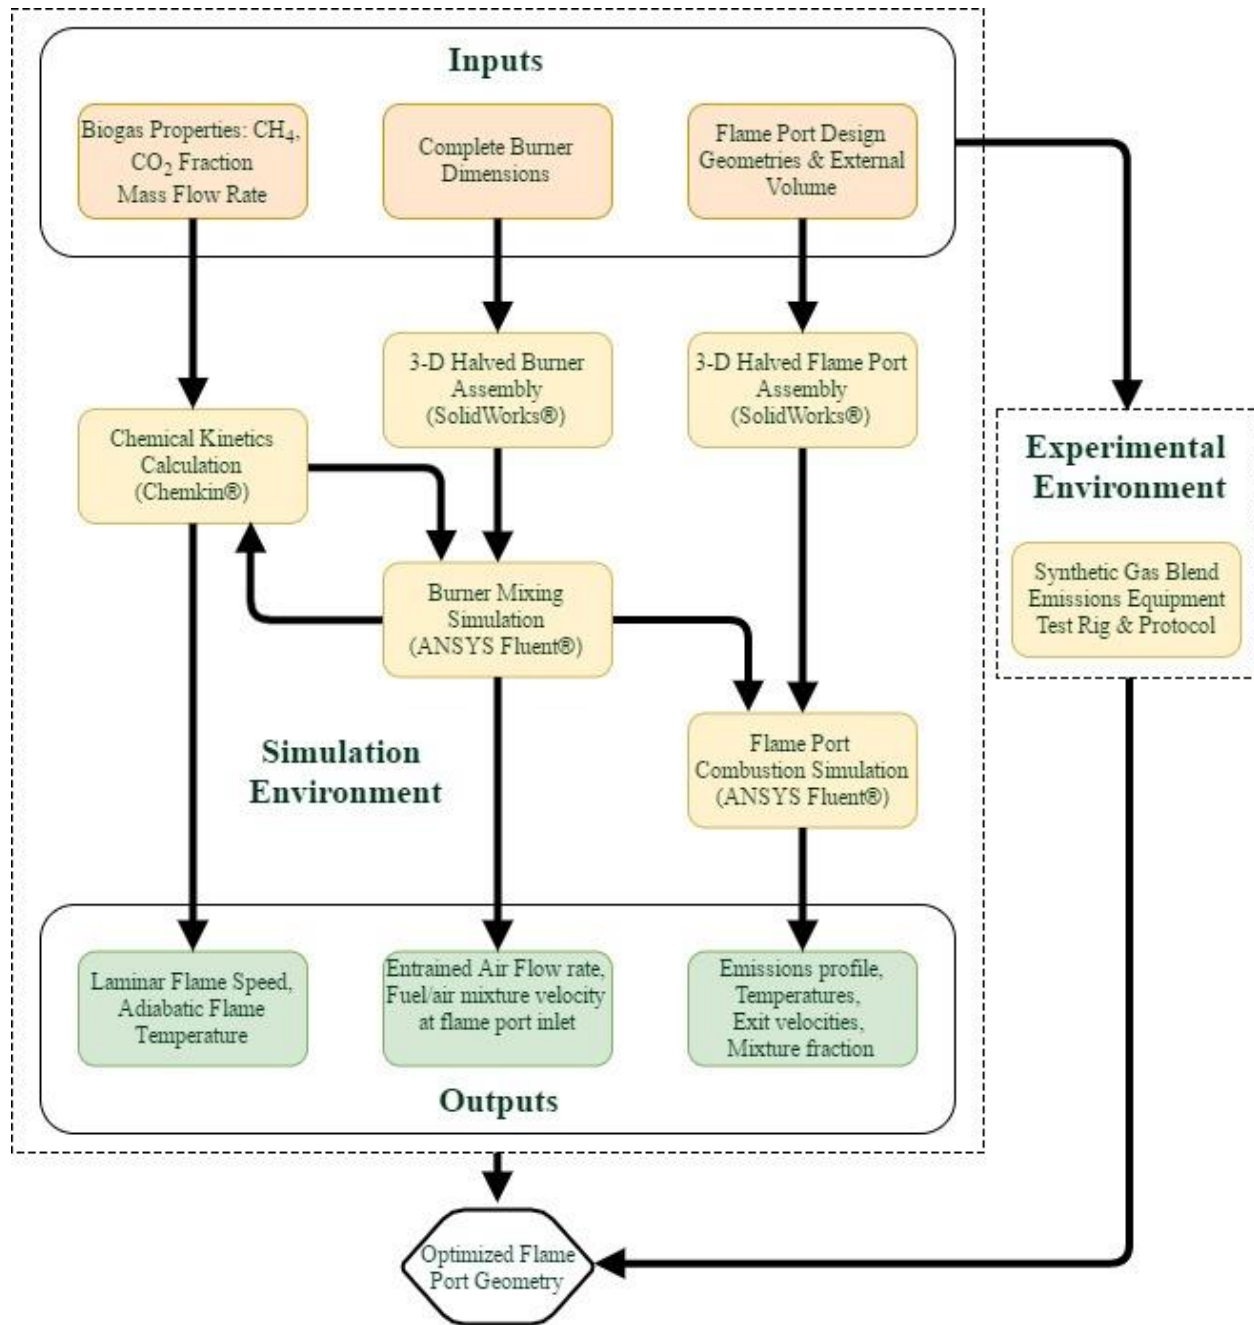 Inputs
Biogas Properties: CH₄,
CO₂ Fraction
Mass Flow Rate
Complete Burner
Dimensions
Flame Port Design
Geometries & External
Volume
3-D Halved Burner
Assembly
(SolidWorks®)
3-D Halved Flame Port
Assembly
(SolidWorks®)
Chemical Kinetics
Calculation
(Chemkin®)
Experimental
Environment
Synthetic Gas Blend
Emissions Equipment
Test Rig & Protocol
Burner Mixing
Simulation
(ANSYS Fluent®)
Simulation
Environment
Flame Port
Combustion Simulation
(ANSYS Fluent®)
Laminar Flame Speed,
Adiabatic Flame
Temperature
Entrained Air Flow rate,
Fuel/air mixture velocity
at flame port inlet
Emissions profile,
Temperatures,
Exit velocities,
Mixture fraction
Outputs
Optimized Flame
Port Geometry